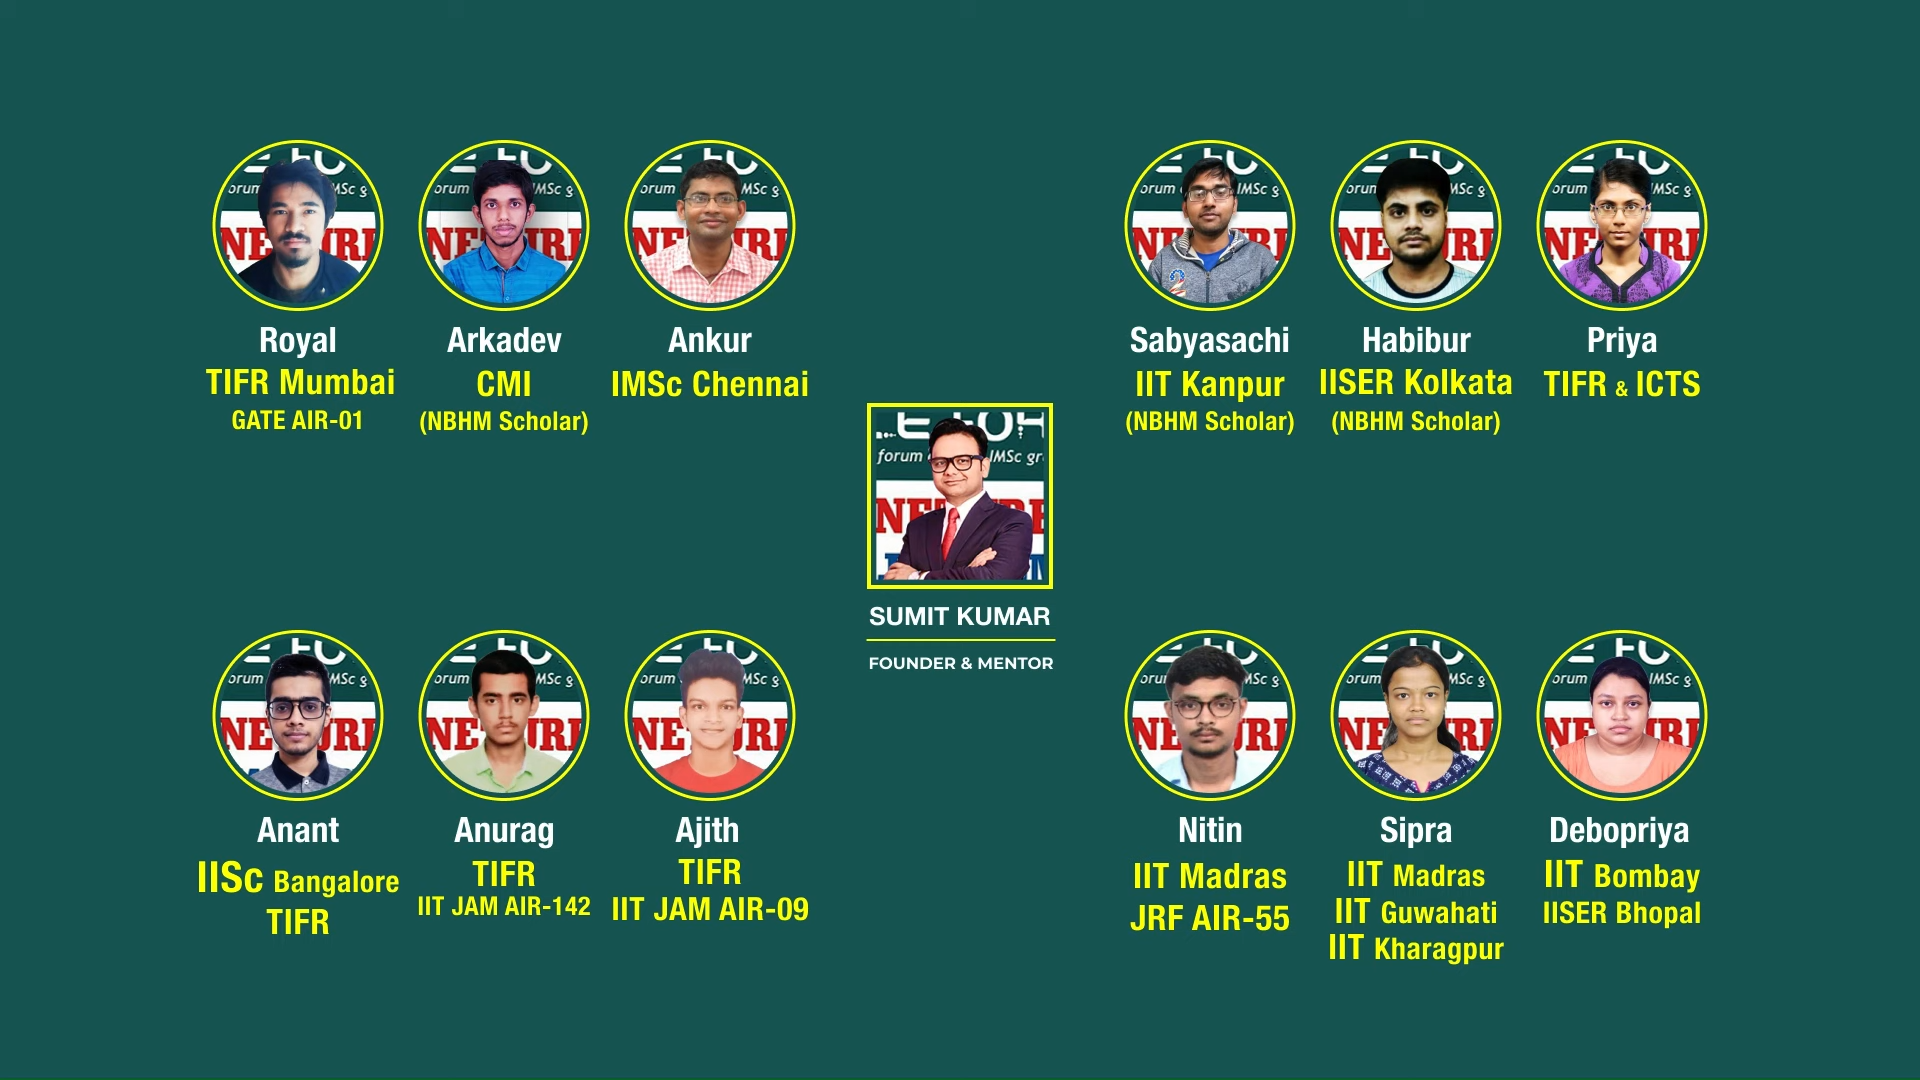 Royal
TIFR Mumbai
GATE AIR-01
Arkadev
CMI
(NBHM Scholar)
Ankur
IMSc Chennai
Sabyasachi
IIT Kanpur
(NBHM Scholar)
Habibur
IISER Kolkata
(NBHM Scholar)
Priya
TIFR & ICTS
SUMIT KUMAR
FOUNDER & MENTOR
Anant
IISc Bangalore
TIFR
Anurag
TIFR
IIT JAM AIR-142
Ajith
TIFR
IIT JAM AIR-09
Nitin
IIT Madras
JRF AIR-55
Sipra
IIT Madras
IIT Guwahati
IIT Kharagpur
Debopriya
IIT Bombay
IISER Bhopal